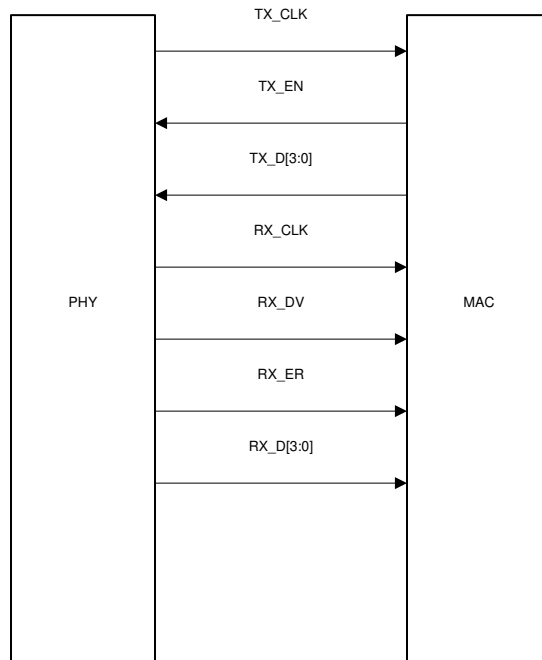 TX_CLK
TX_EN
TX_D[3:0]
RX_CLK
PHY
RX_DV
MAC
RX_ER
RX_D[3:0]